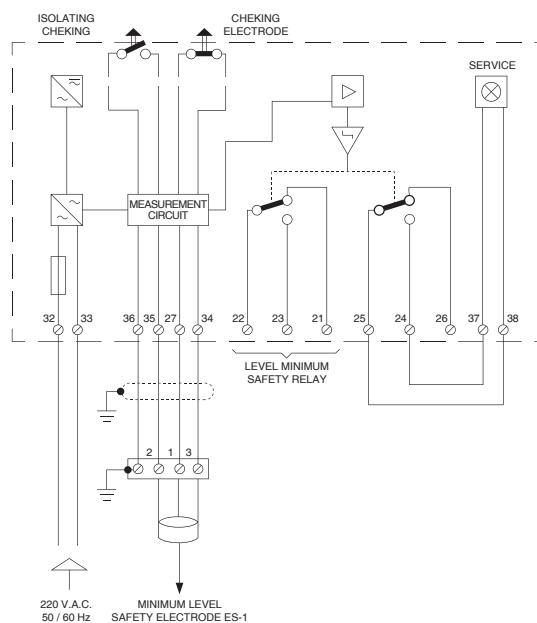 ISOLATING
CHEKING
CHEKING
ELECTRODE
SERVICE
MEASUREMENT
CIRCUIT
32 33 36 35 27 34 22 23 21 25 24 26 37 38
LEVEL MINIMUM
SAFETY RELAY
2 1 3
220 V.A.C.
50 / 60 Hz
MINIMUM LEVEL
SAFETY ELECTRODE ES-1